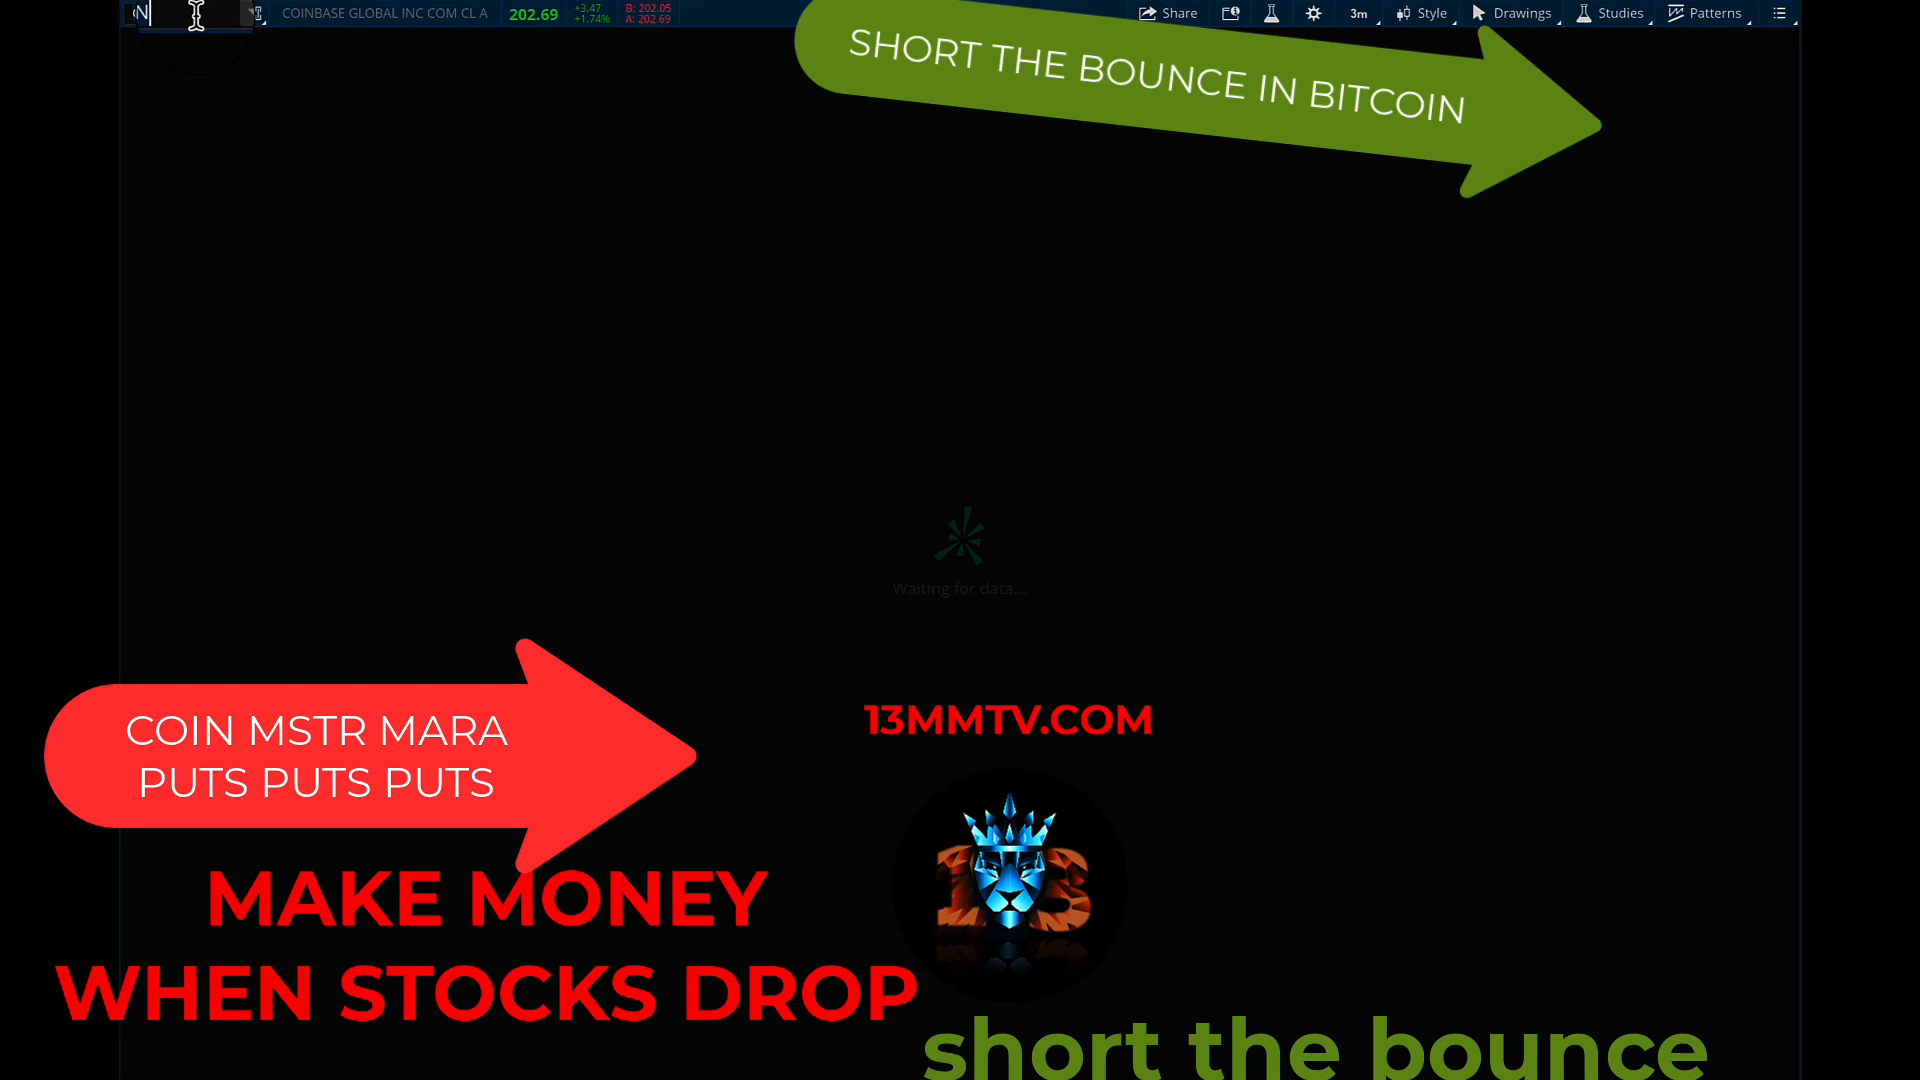 N
COINBASE GLOBAL INC COM CL A
202.69
+3.47
+1.74%
B: 202.05
A: 202.69
Share
3m
Style
Drawings
Studies
Patterns
SHORT THE BOUNCE IN BITCOIN
Waiting for data...
COIN MSTR MARA
PUTS PUTS PUTS
13MMTV.COM
13
MAKE MONEY
WHEN STOCKS DROP
short the bounce